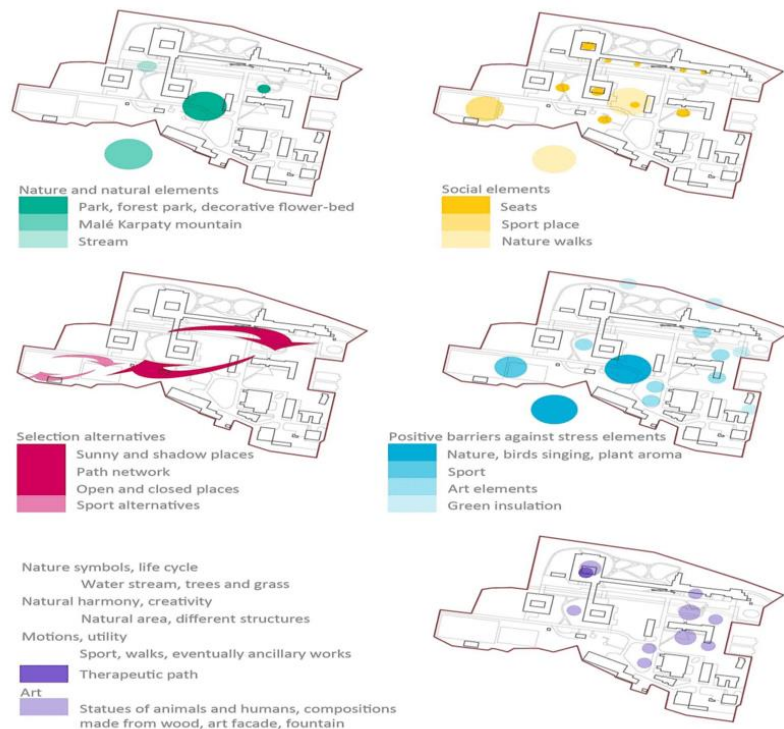 Nature and natural elements
Park, forest park, decorative flower-bed
Malé Karpaty mountain
Stream
Social elements
Seats
Sport place
Nature walks
Selection alternatives
Sunny and shadow places
Path network
Open and closed places
Sport alternatives
Positive barriers against stress elements
Nature, birds singing, plant aroma
Sport
Art elements
Green insulation
Nature symbols, life cycle
Water stream, trees and grass
Natural harmony, creativity
Natural area, different structures
Motions, utility
Sport, walks, eventually ancillary works
Therapeutic path
Art
Statues of animals and humans, compositions
made from wood, art facade, fountain